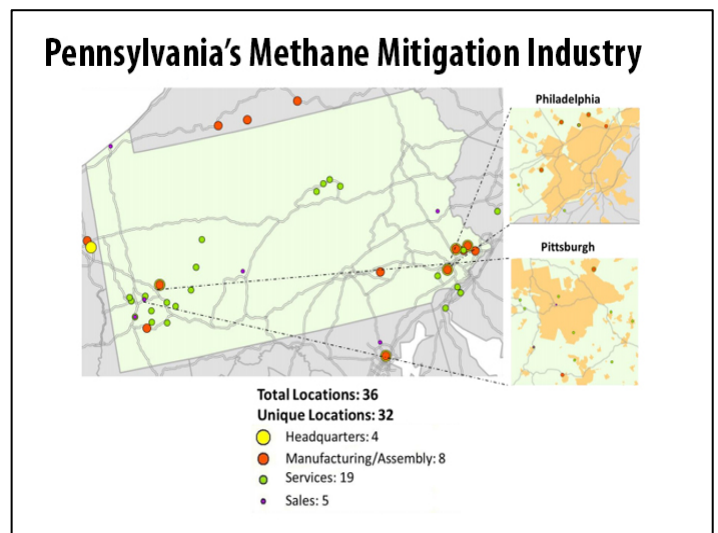 Pennsylvania's Methane Mitigation Industry
Philadelphia
Pittsburgh
Total Locations: 36
Unique Locations: 32
Headquarters: 4
Manufacturing/Assembly: 8
Services: 19
Sales: 5